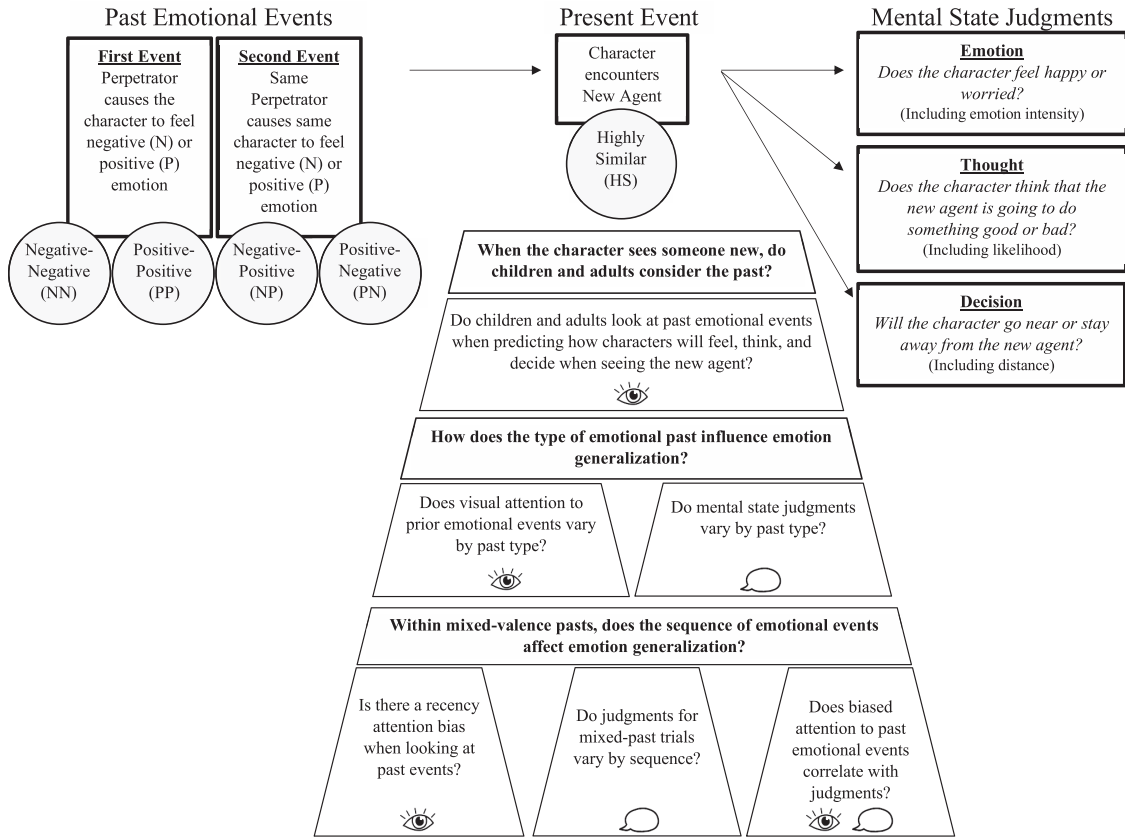 Past Emotional Events
First Event
Perpetrator
causes the
character to feel
negative (N) or
positive (P)
emotion
Second Event
Same
Perpetrator
causes same
character to feel
negative (N) or
positive (P)
emotion
Negative-
Negative
(NN)
Positive-
Positive
(PP)
Negative-
Positive
(NP)
Positive-
Negative
(PN)
Present Event
Character
encounters
New Agent
Highly
Similar
(HS)
Mental State Judgments
Emotion
Does the character feel happy or
worried?
(Including emotion intensity)
Thought
Does the character think that the
new agent is going to do
something good or bad?
(Including likelihood)
Decision
Will the character go near or stay
away from the new agent?
(Including distance)
When the character sees someone new, do
children and adults consider the past?
Do children and adults look at past emotional events
when predicting how characters will feel, think, and
decide when seeing the new agent?
How does the type of emotional past influence emotion
generalization?
Does visual attention to
prior emotional events vary
by past type?
Do mental state judgments
vary by past type?
Within mixed-valence pasts, does the sequence of emotional events
affect emotion generalization?
Is there a recency
attention bias
when looking at
past events?
Do judgments for
mixed-past trials
vary by sequence?
Does biased
attention to past
emotional events
correlate with
judgments?